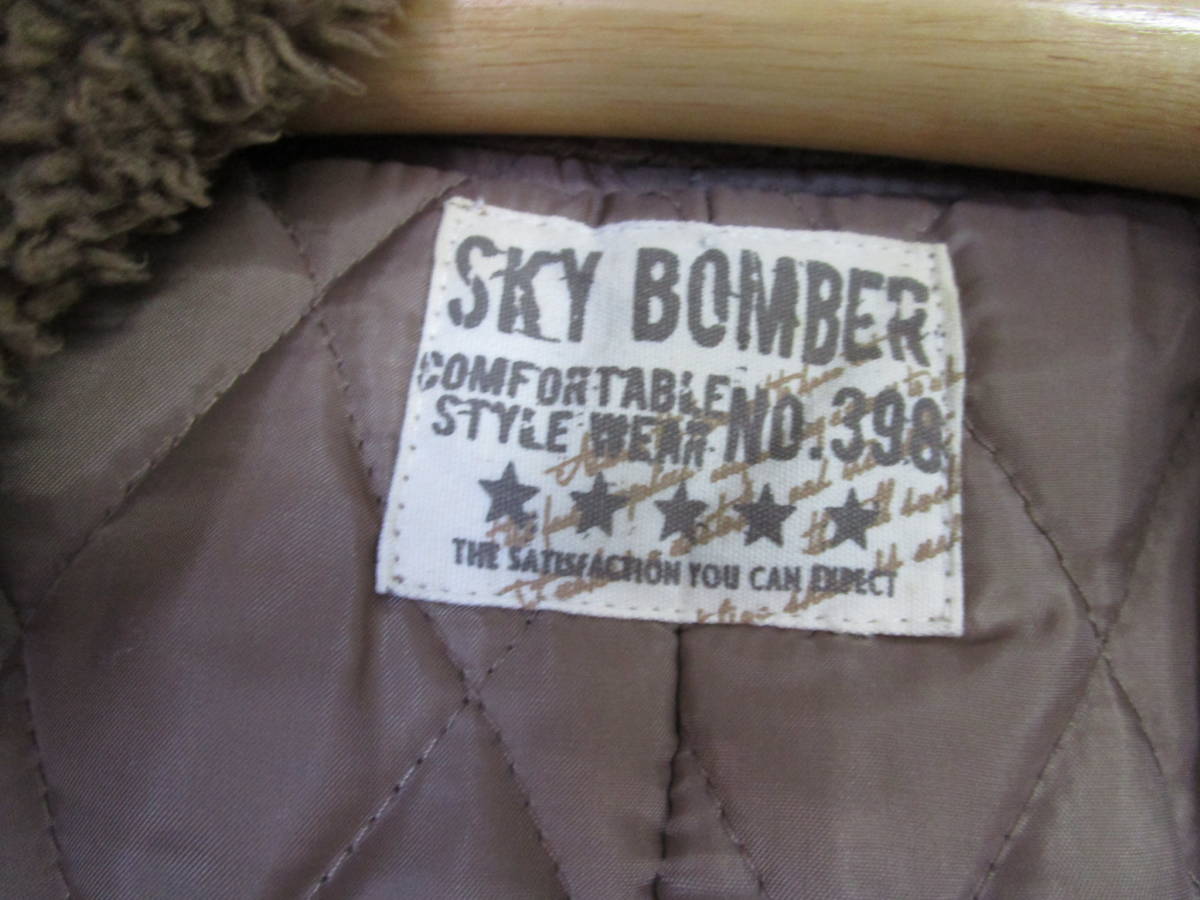 SKY BOMBER
COMFORTABLE
STYLE WEAR NO.398
THE SATISFACTION YOU CAN EXPECT